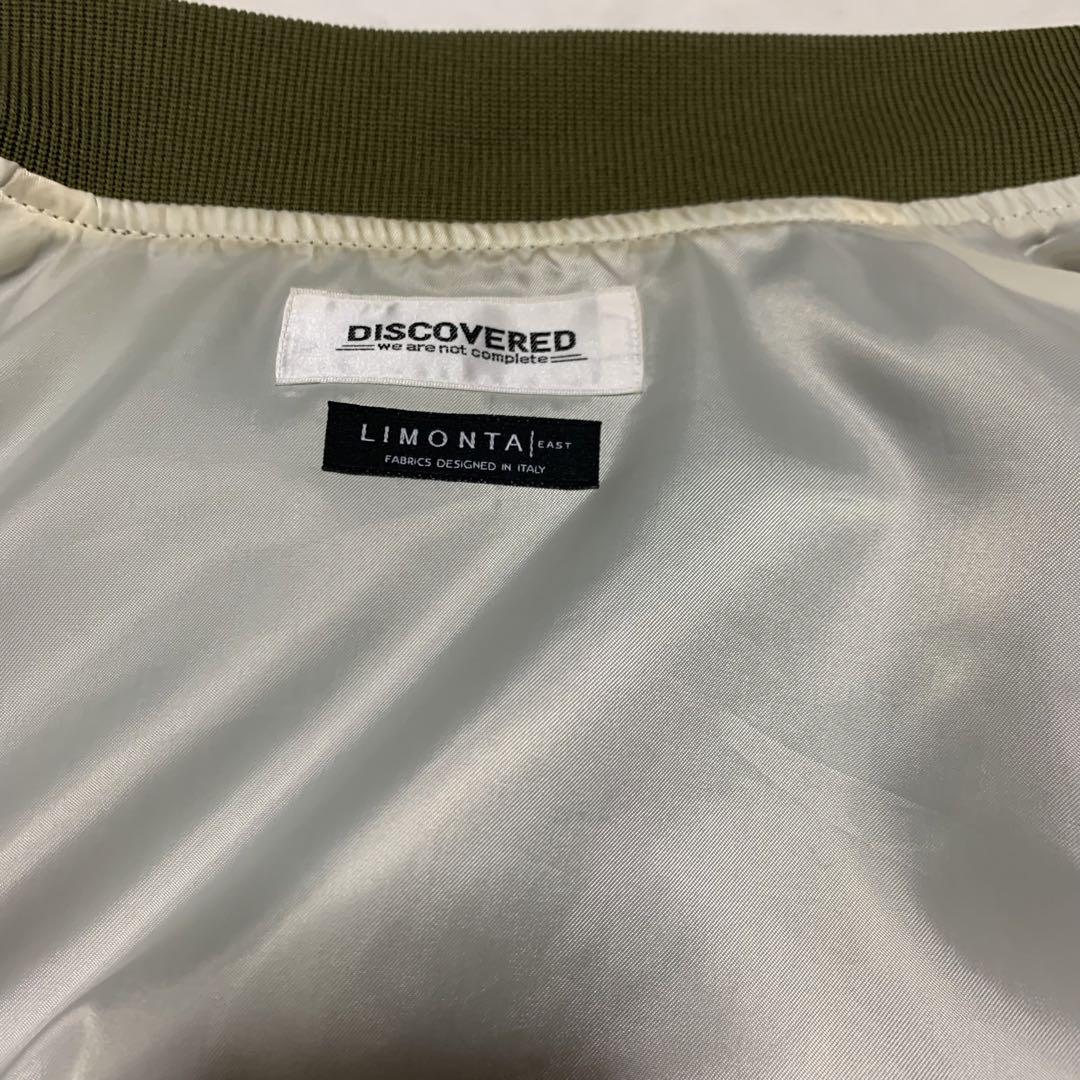 DISCOVERED
we are not complete
LIMONTA|EAST
FABRICS DESIGNED IN ITALY